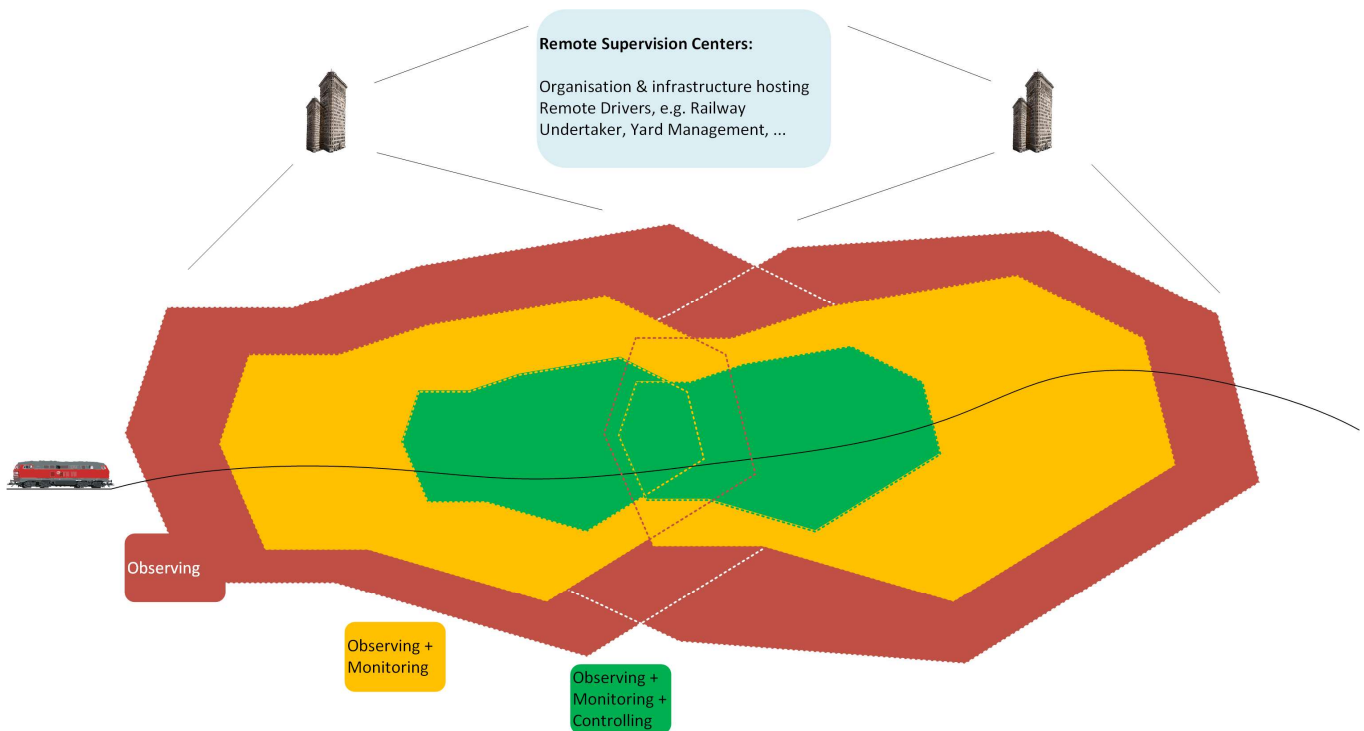 Remote Supervision Centers:
Organisation & infrastructure hosting
Remote Drivers, e.g. Railway
Undertaker, Yard Management, ...
Observing
Observing +
Monitoring
Observing +
Monitoring +
Controlling